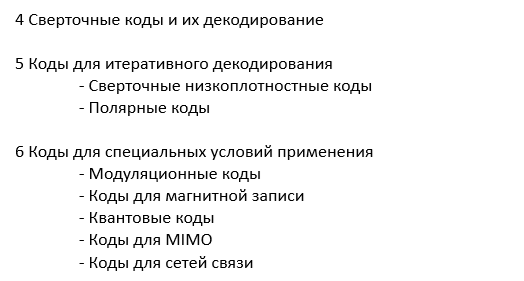 4 Сверточные коды и их декодирование
5 Коды для итеративного декодирования
- Сверточные низкоплотностные коды
- Полярные коды
6 Коды для специальных условий применения
- Модуляционные коды
- Коды для магнитной записи
- Квантовые коды
- Коды для MIMO
- Коды для сетей связи